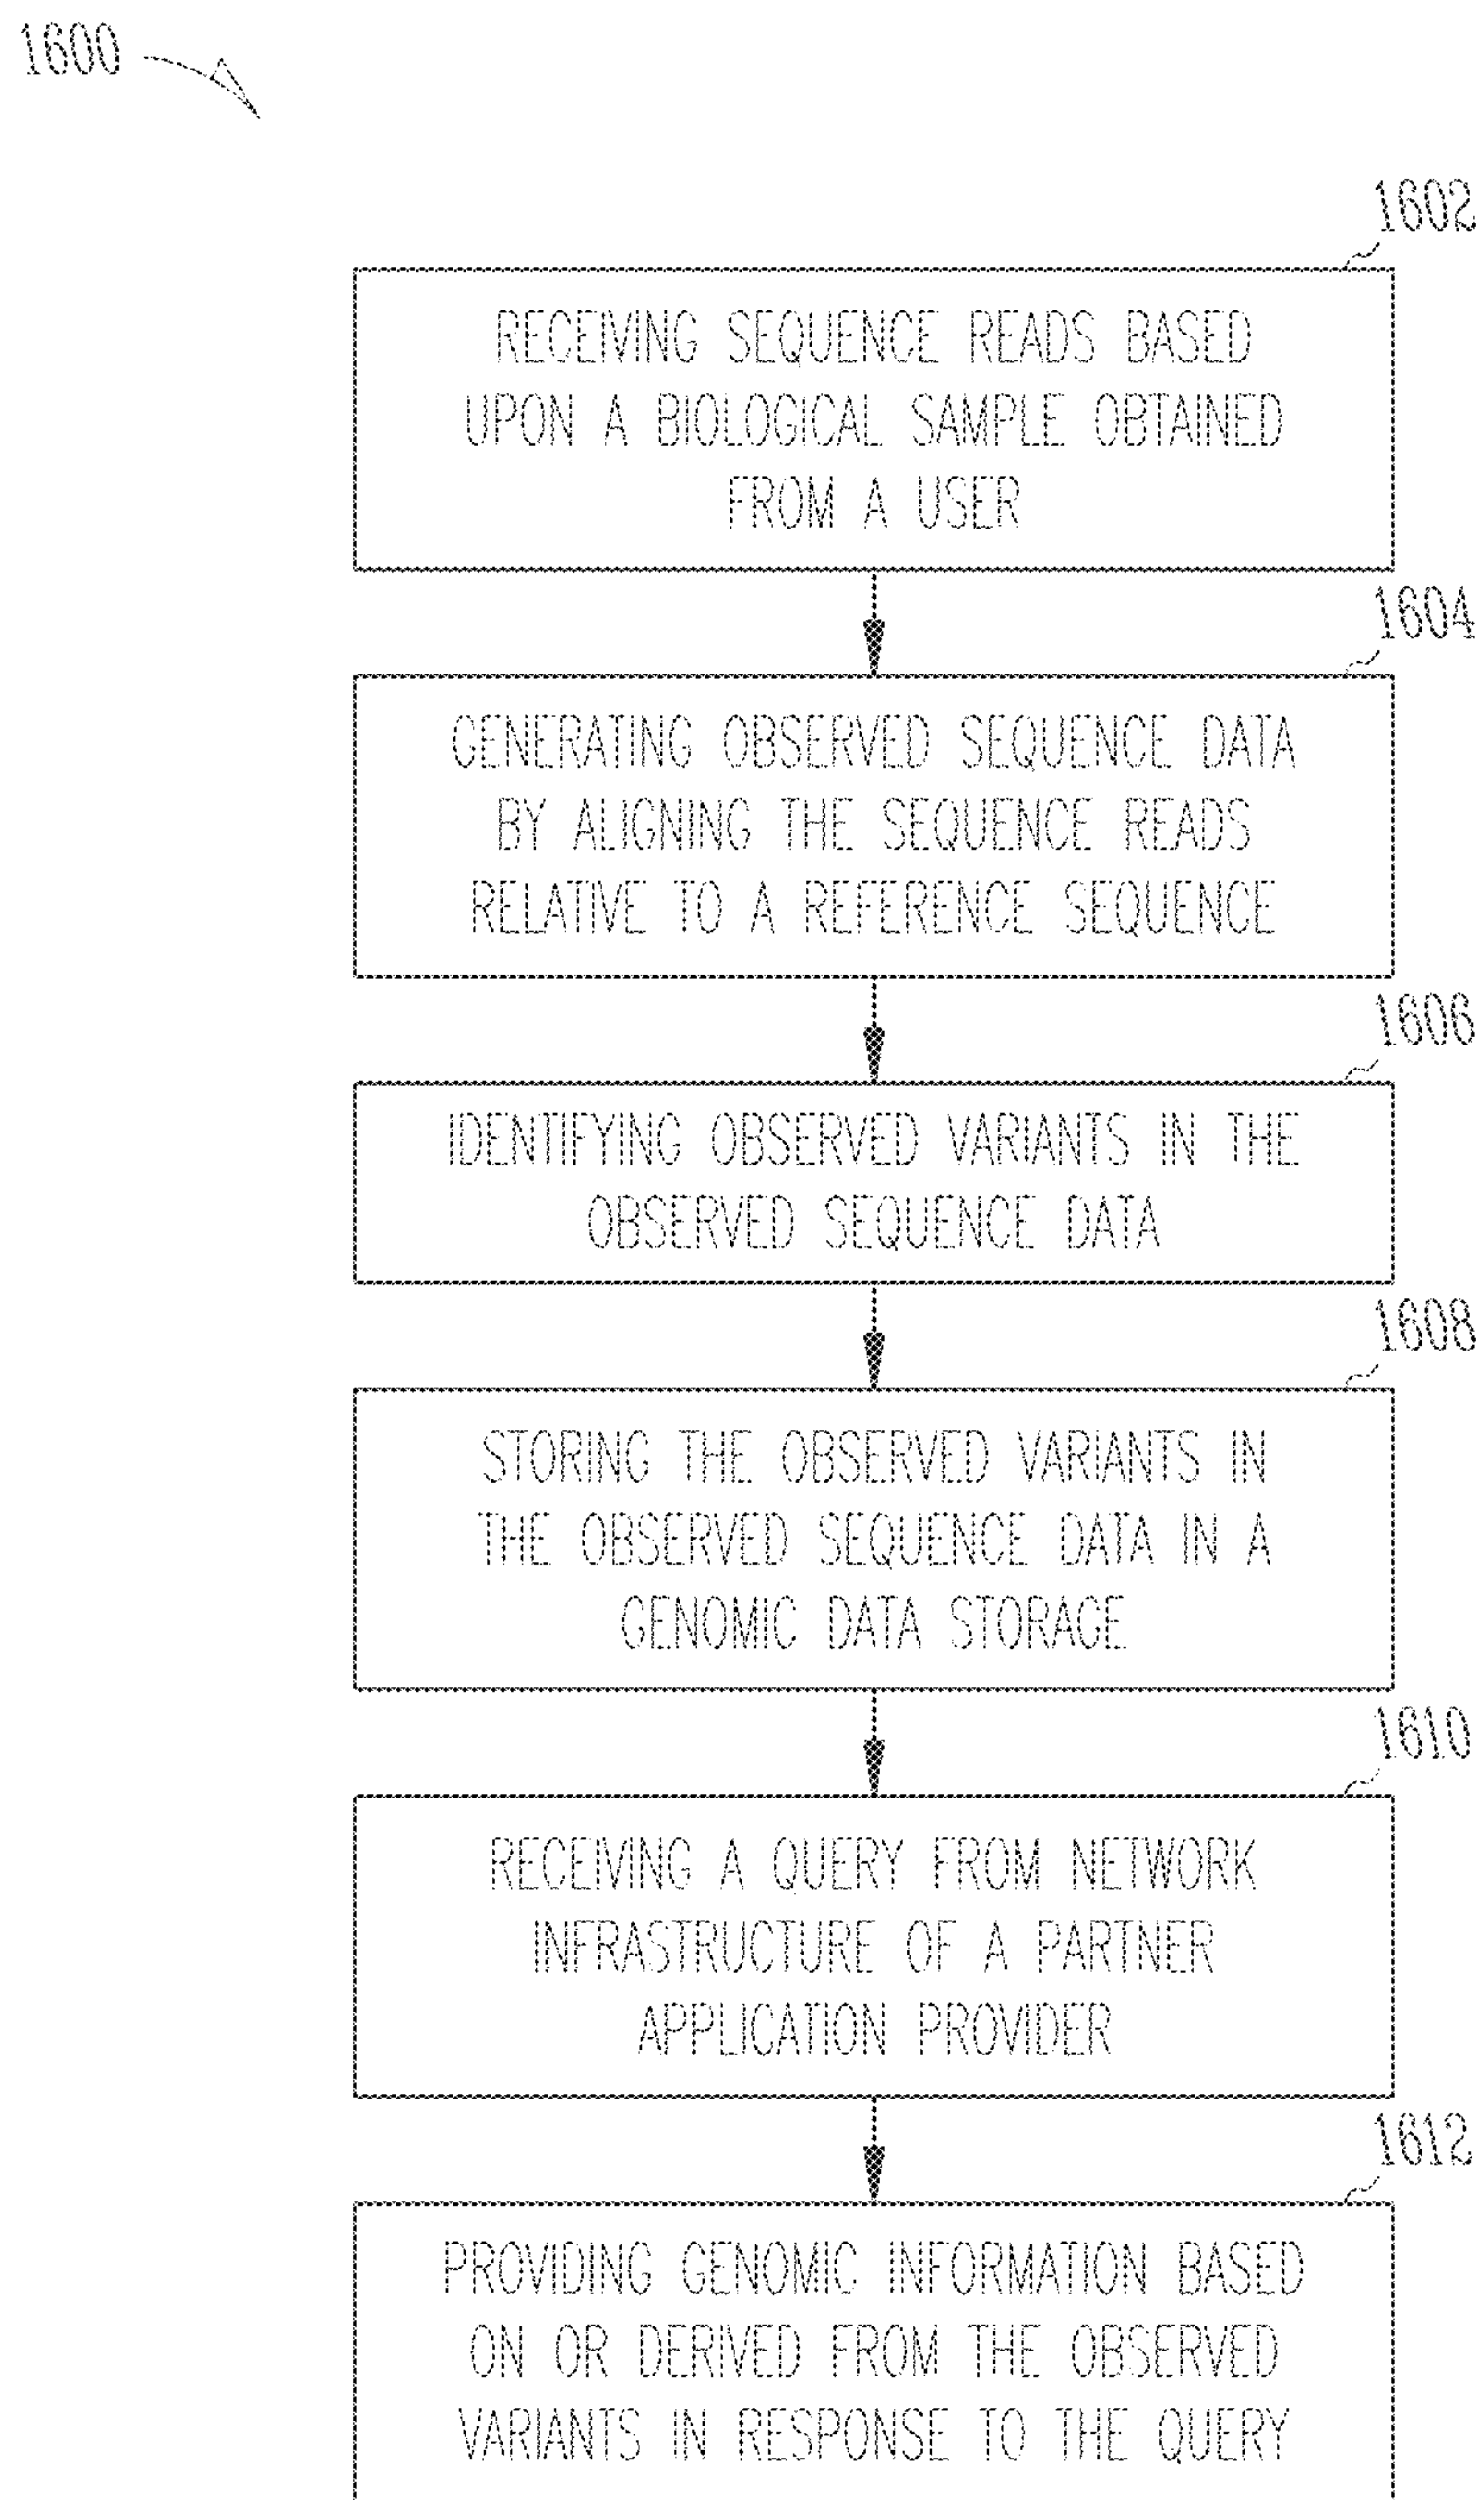 1600
1602
RECEIVING SEQUENCE READS BASED
UPON A BIOLOGICAL SAMPLE OBTAINED
FROM A USER
1604
GENERATING OBSERVED SEQUENCE DATA
BY ALIGNING THE SEQUENCE READS
RELATIVE TO A REFERENCE SEQUENCE
1606
IDENTIFYING OBSERVED VARIANTS IN THE
OBSERVED SEQUENCE DATA
1608
STORING THE OBSERVED VARIANTS IN
THE OBSERVED SEQUENCE DATA IN A
GENOMIC DATA STORAGE
1610
RECEIVING A QUERY FROM NETWORK
INFRASTRUCTURE OF A PARTNER
APPLICATION PROVIDER
1612
PROVIDING GENOMIC INFORMATION BASED
ON OR DERIVED FROM THE OBSERVED
VARIANTS IN RESPONSE TO THE QUERY